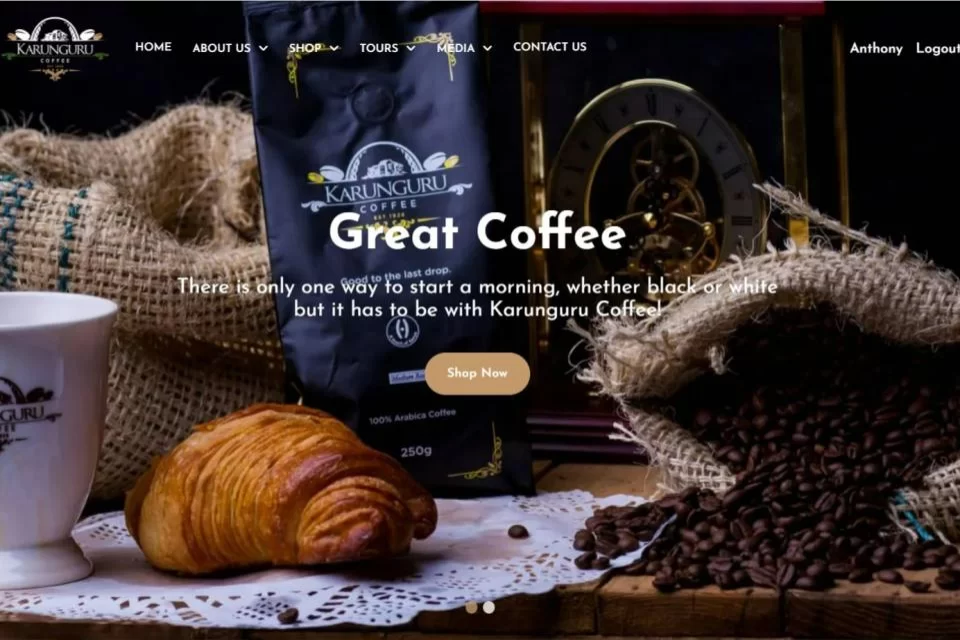 KARUNGURU
COFFEE
HOME
ABOUT US
SHOP
TOURS
MEDIA
CONTACT US
Anthony
Logout
KARUNGURU
COFFEE
EST 1928
Great Coffee
Good to the last drop.
There is only one way to start a morning, whether black or white
but it has to be with Karunguru Coffee!
Shop Now
100% Arabica Coffee
250g